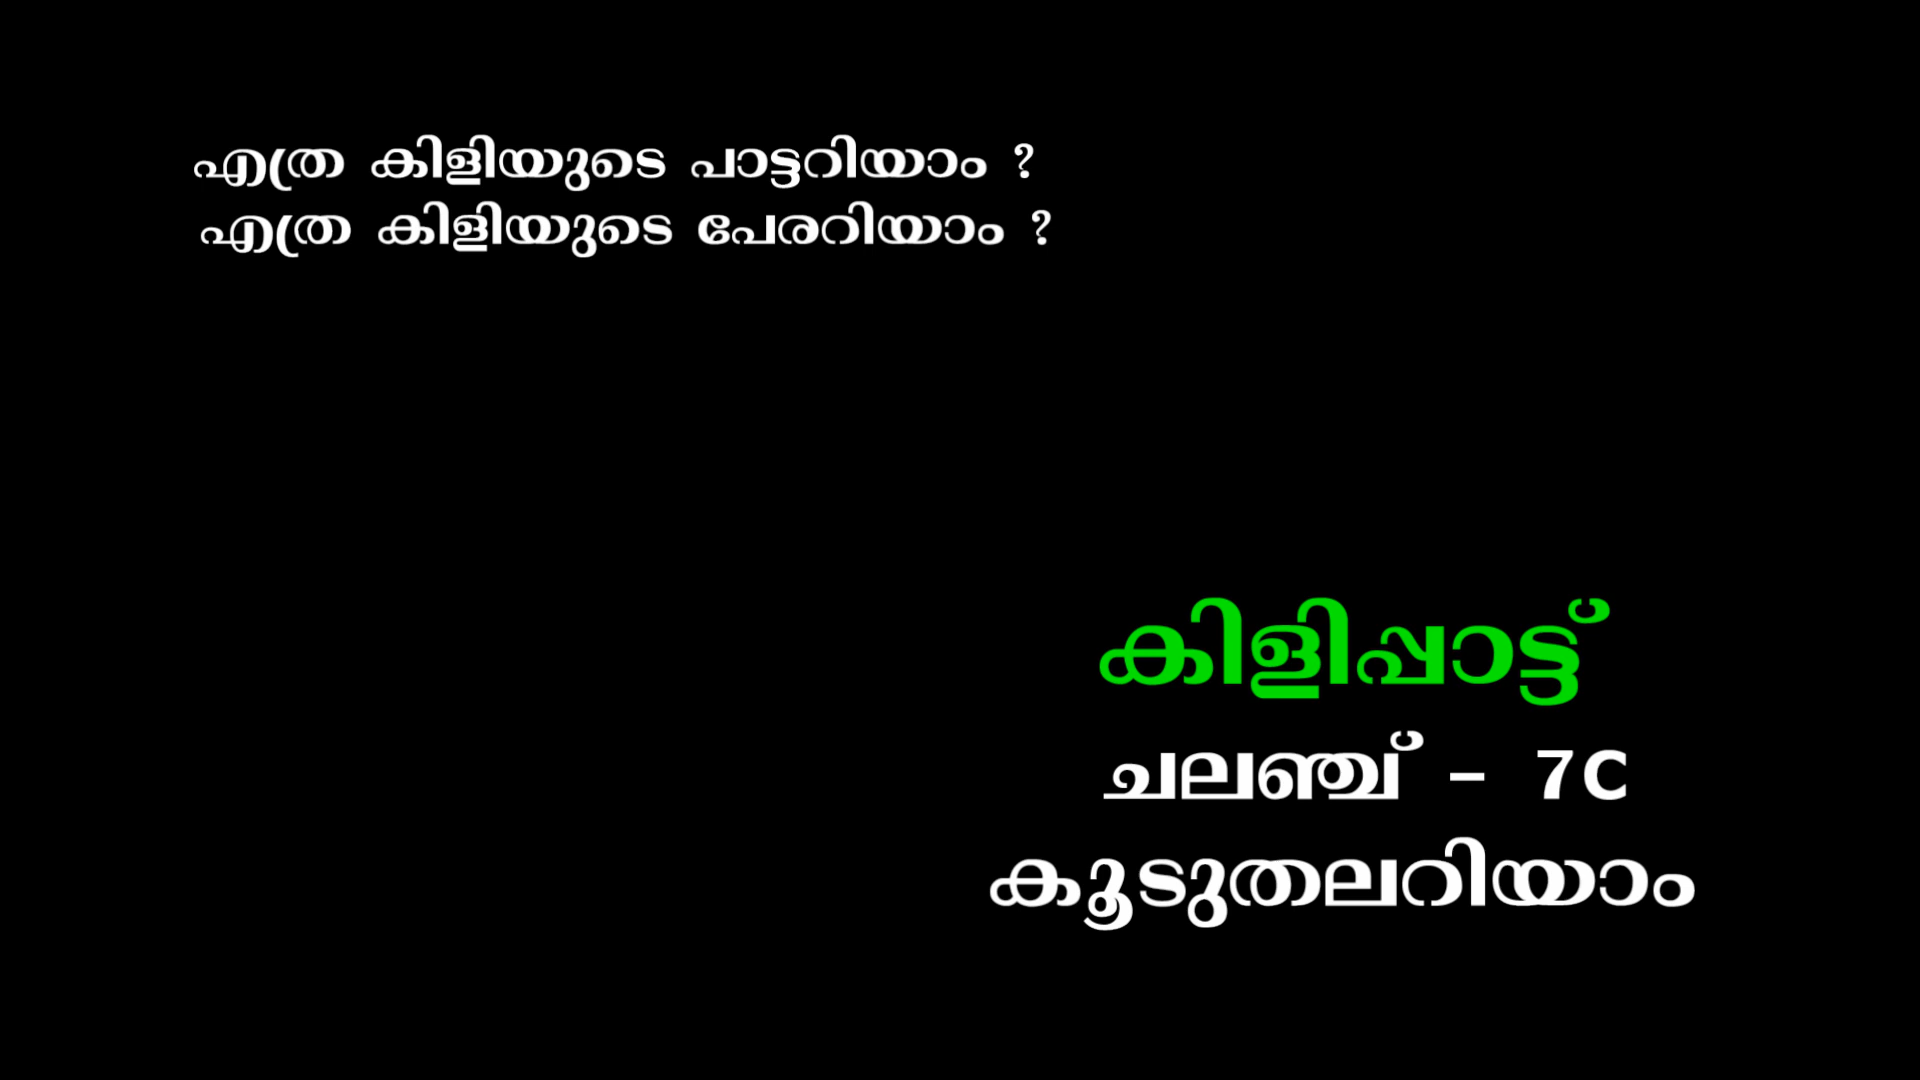 എത്ര കിളിയുടെ പാട്ടറിയാം ?
എത്ര കിളിയുടെ പേരറിയാം ?
കിളിപ്പാട്ട്
ചലഞ്ച് - 7C
കൂടുതലറിയാം